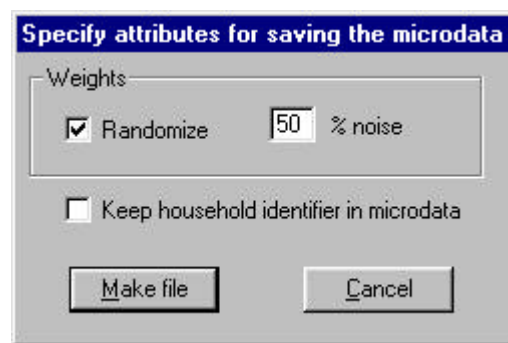 Specify attributes for saving the microdata
Weights
Randomize 50 % noise
Keep household identifier in microdata
Make file Cancel